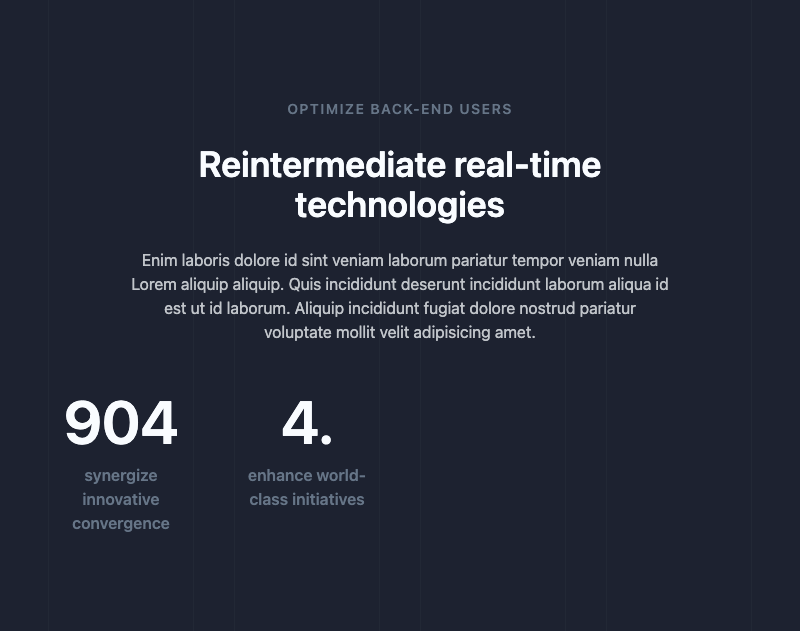 OPTIMIZE BACK-END USERS
Reintermediate real-time
technologies
Enim laboris dolore id sint veniam laborum pariatur tempor veniam nulla
Lorem aliquip aliquip. Quis incididunt deserunt incididunt laborum aliqua id
est ut id laborum. Aliquip incididunt fugiat dolore nostrud pariatur
voluptate mollit velit adipisicing amet.
904
synergize
innovative
convergence
4.
enhance world-
class initiatives